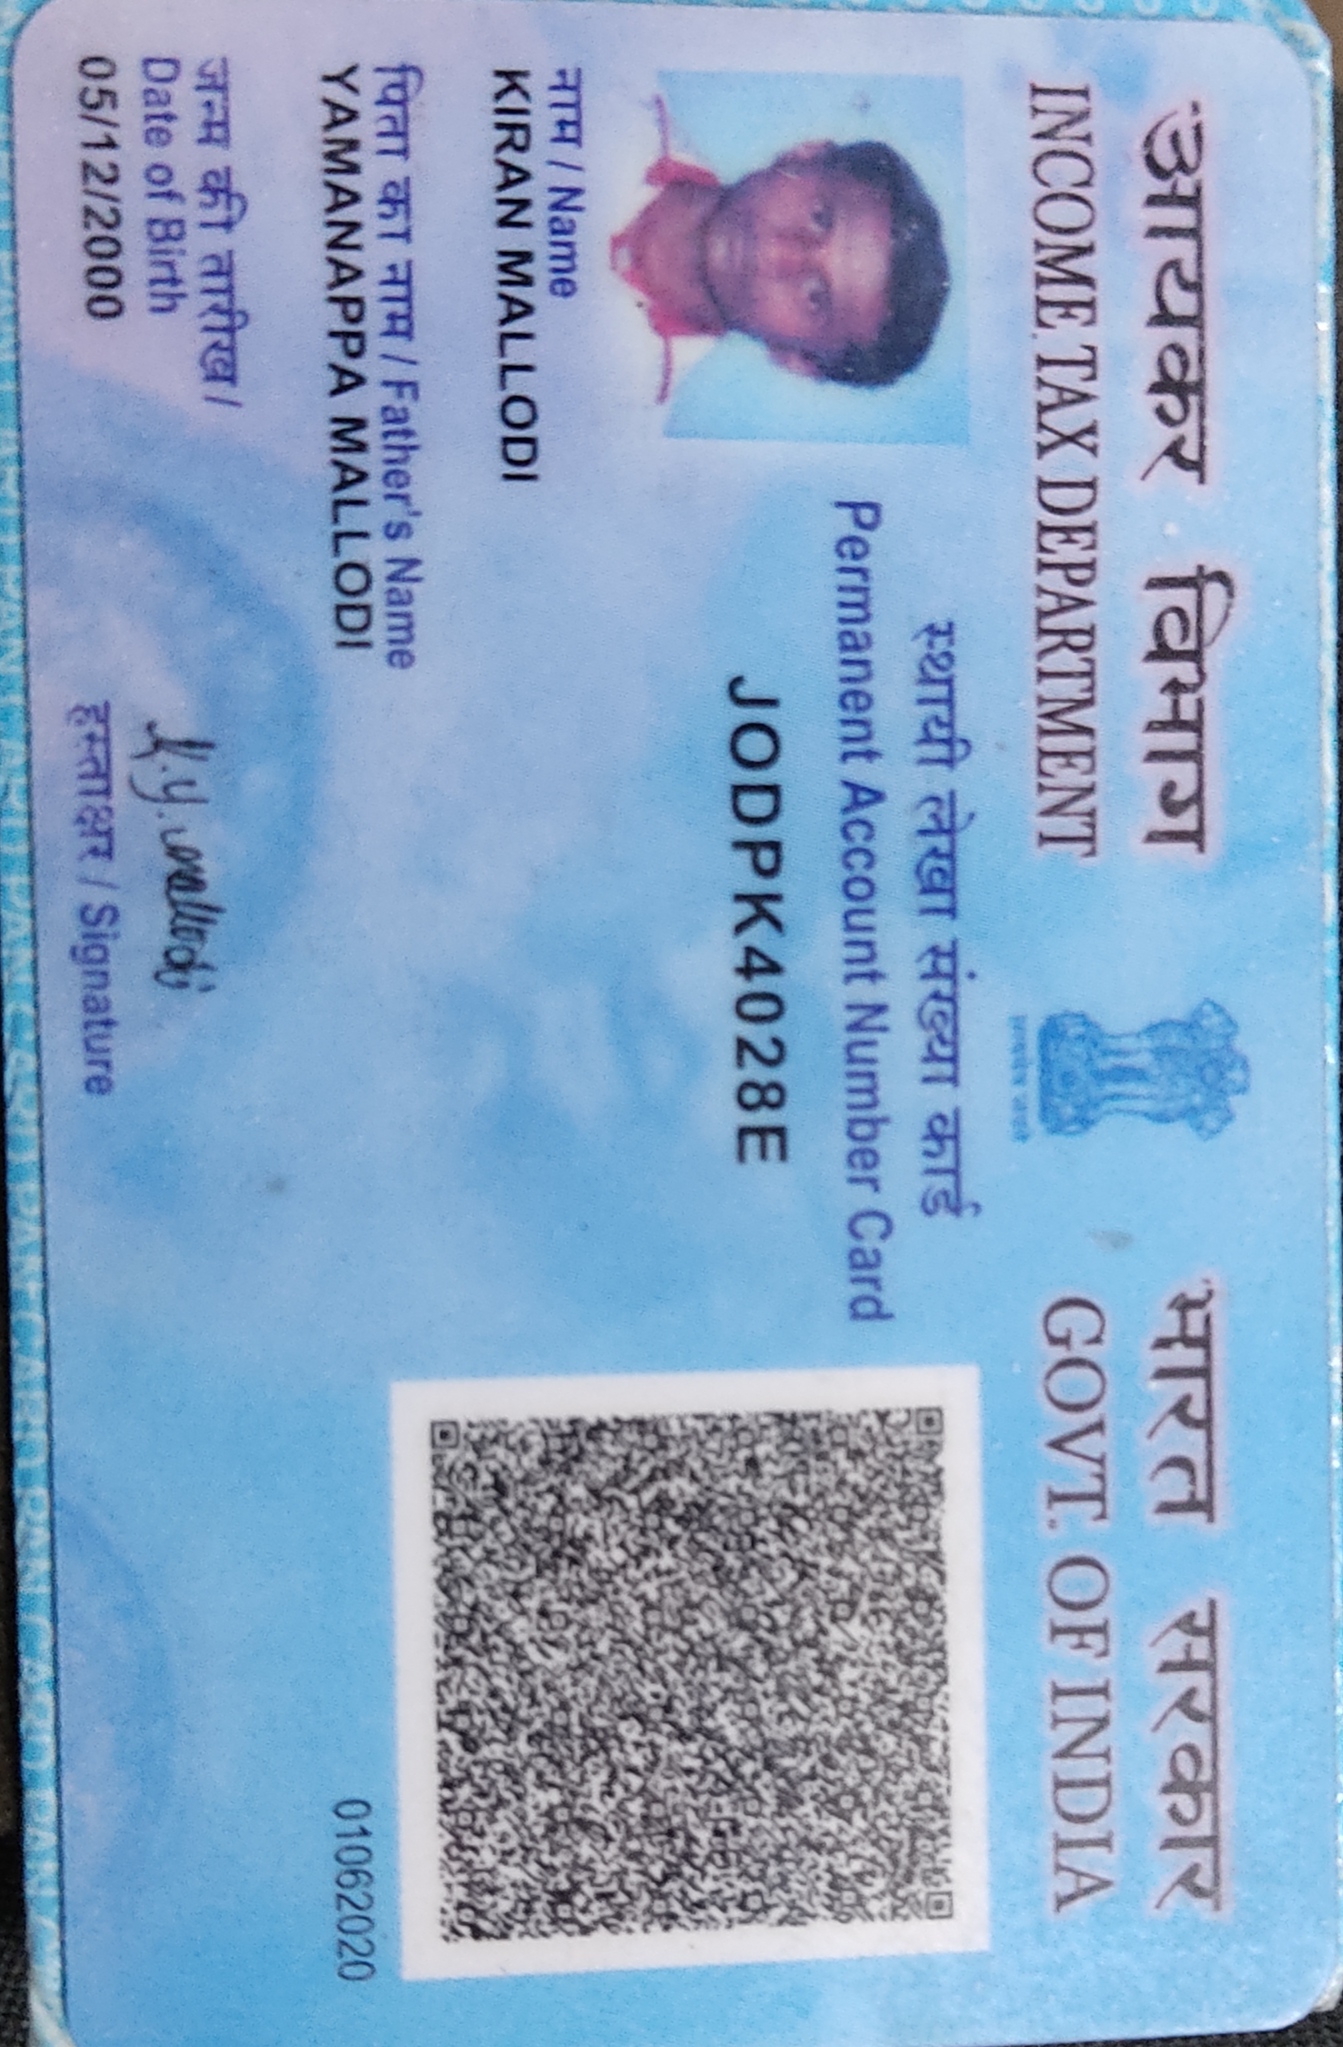 आयकर विभाग
INCOME TAX DEPARTMENT
भारत सरकार
GOVT. OF INDIA
सत्यमेव जयते
स्थायी लेखा संख्या कार्ड
Permanent Account Number Card
JODPK4028E
नाम / Name
KIRAN MALLODI
पिता का नाम / Father's Name
YAMANAPPA MALLODI
जन्म की तारीख /
Date of Birth
05/12/2000
K.Y. Mallodi
हस्ताक्षर / Signature
01062020